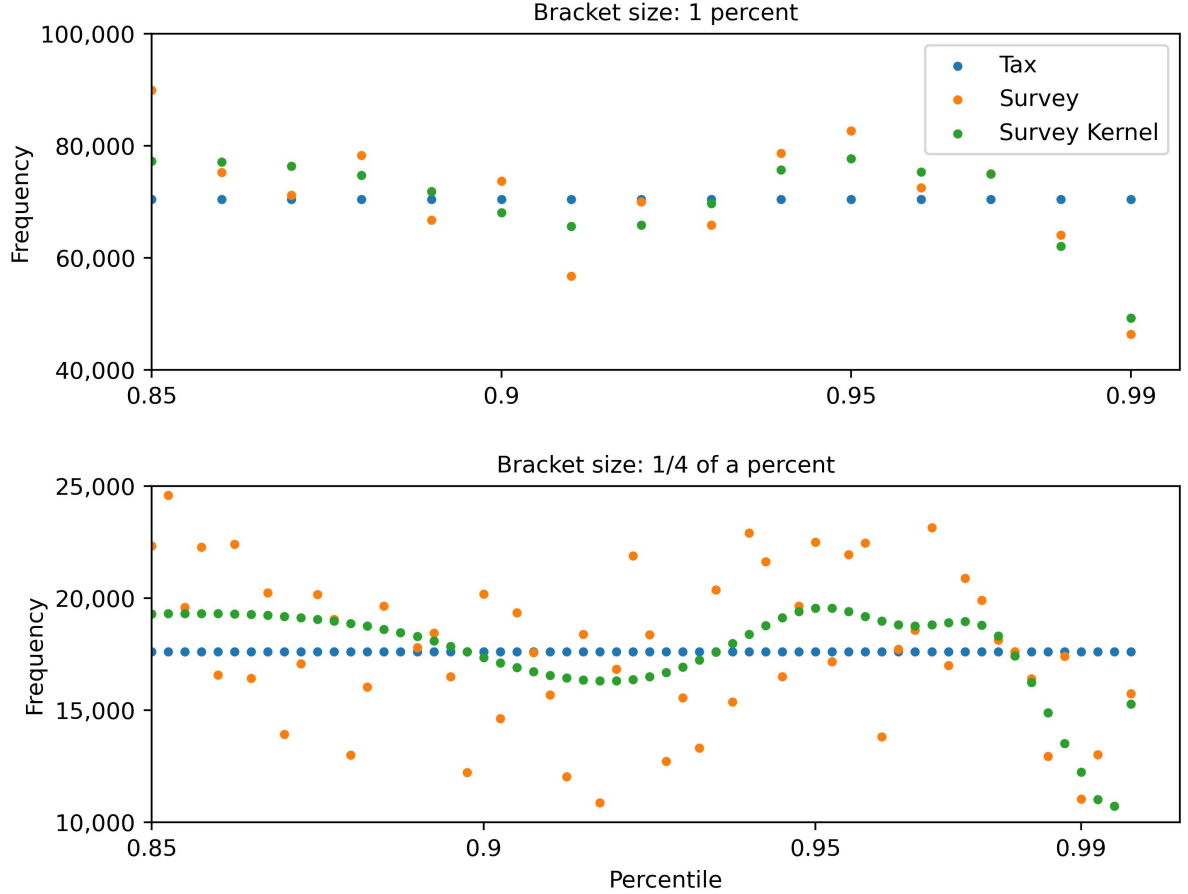 Bracket size: 1 percent
100,000
80,000
60,000
40,000
Frequency
Tax
Survey
Survey Kernel
0.85
0.9
0.95
0.99
Bracket size: 1/4 of a percent
25,000
20,000
15,000
10,000
Frequency
0.85
0.9
0.95
0.99
Percentile